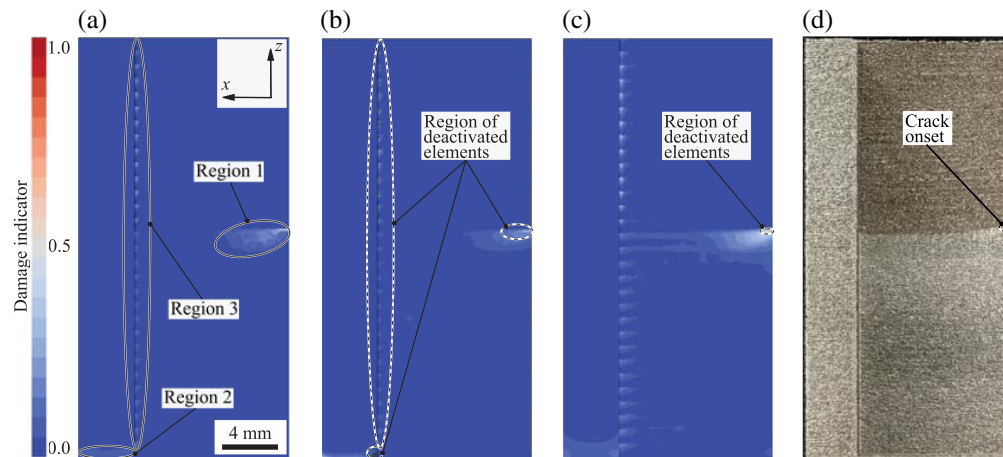 (a)
(b)
(c)
(d)
Damage indicator
1.0
0.5
0.0
z
x
Region 1
Region 3
Region 2
4 mm
Region of
deactivated
elements
Region of
deactivated
elements
Crack
onset